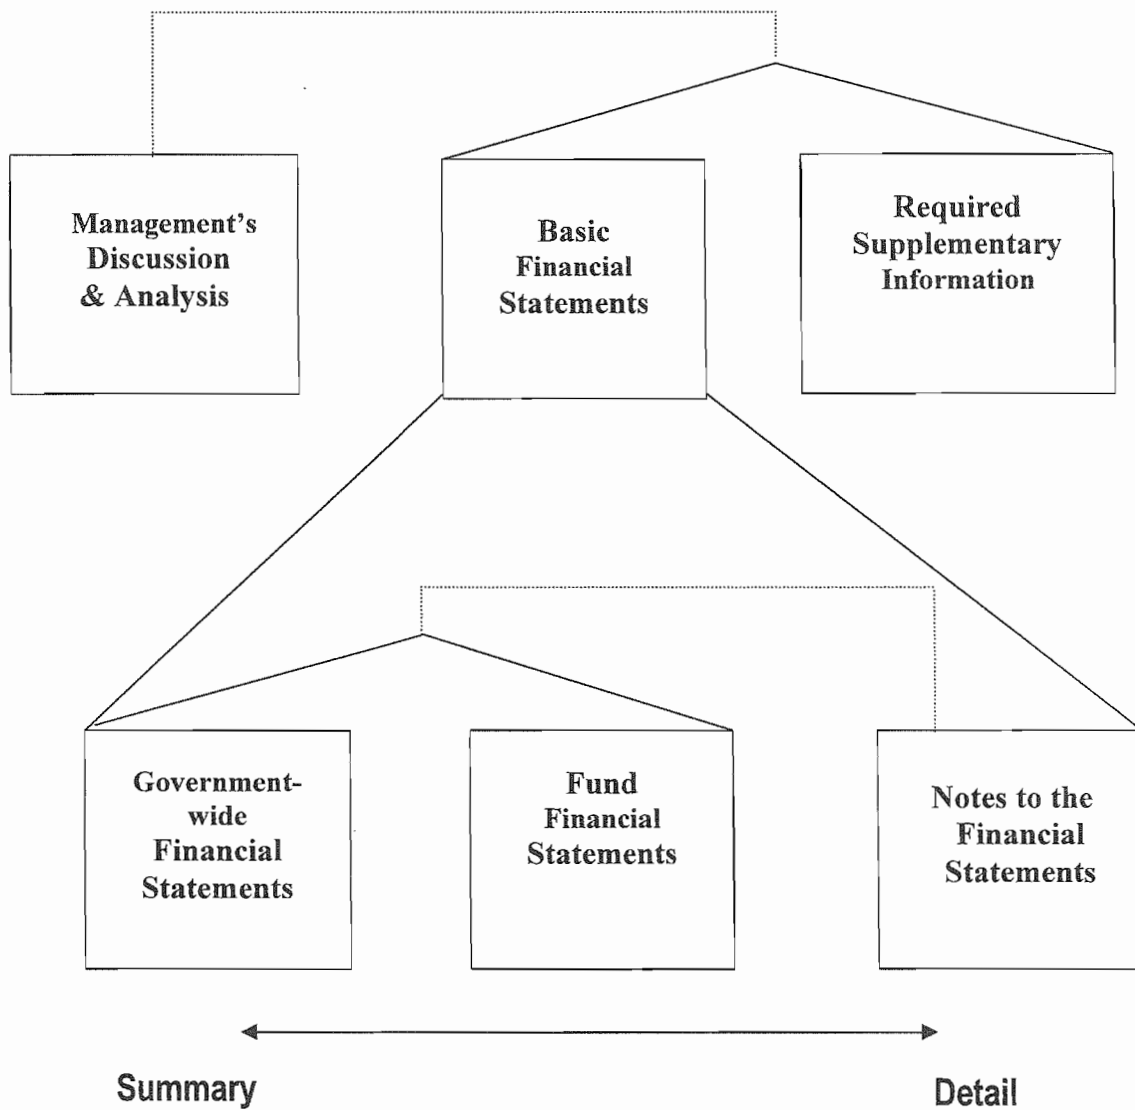 Management's
Discussion
& Analysis
Basic
Financial
Statements
Required
Supplementary
Information
Government-
wide
Financial
Statements
Fund
Financial
Statements
Notes to the
Financial
Statements
Summary
Detail